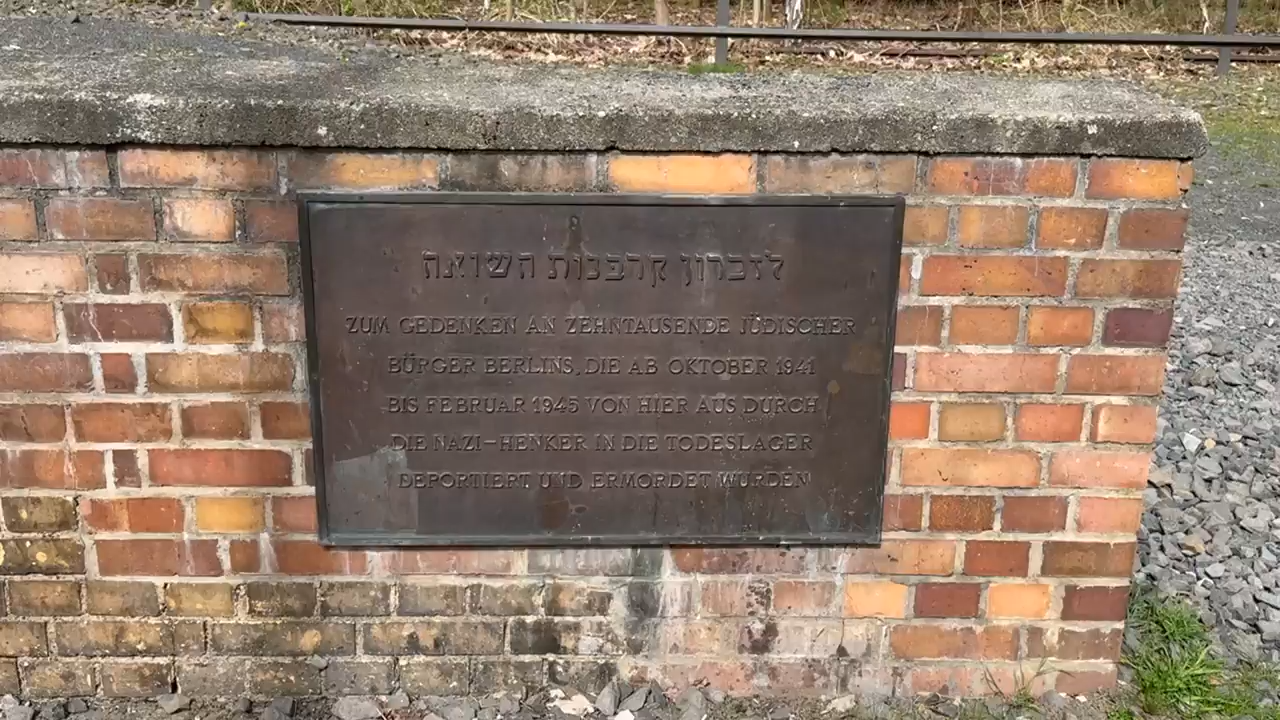 לזכרון קרבנות השואה
ZUM GEDENKEN AN ZEHNTAUSENDE JÜDISCHER
BÜRGER BERLINS, DIE AB OKTOBER 1941
BIS FEBRUAR 1945 VON HIER AUS DURCH
DIE NAZI-HENKER IN DIE TODESLAGER
DEPORTIERT UND ERMORDET WURDEN